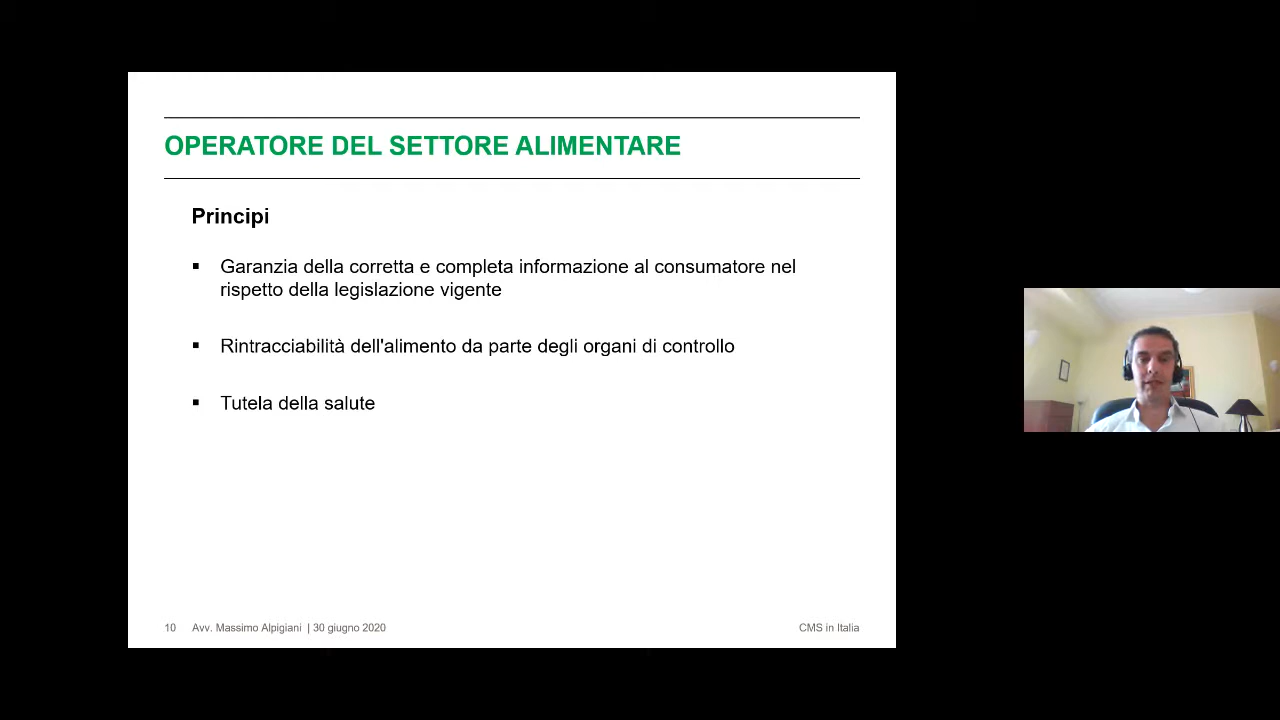 OPERATORE DEL SETTORE ALIMENTARE
Principi
▪ Garanzia della corretta e completa informazione al consumatore nel
rispetto della legislazione vigente
▪ Rintracciabilità dell'alimento da parte degli organi di controllo
▪ Tutela della salute
10 Avv. Massimo Alpigiani | 30 giugno 2020
CMS in Italia